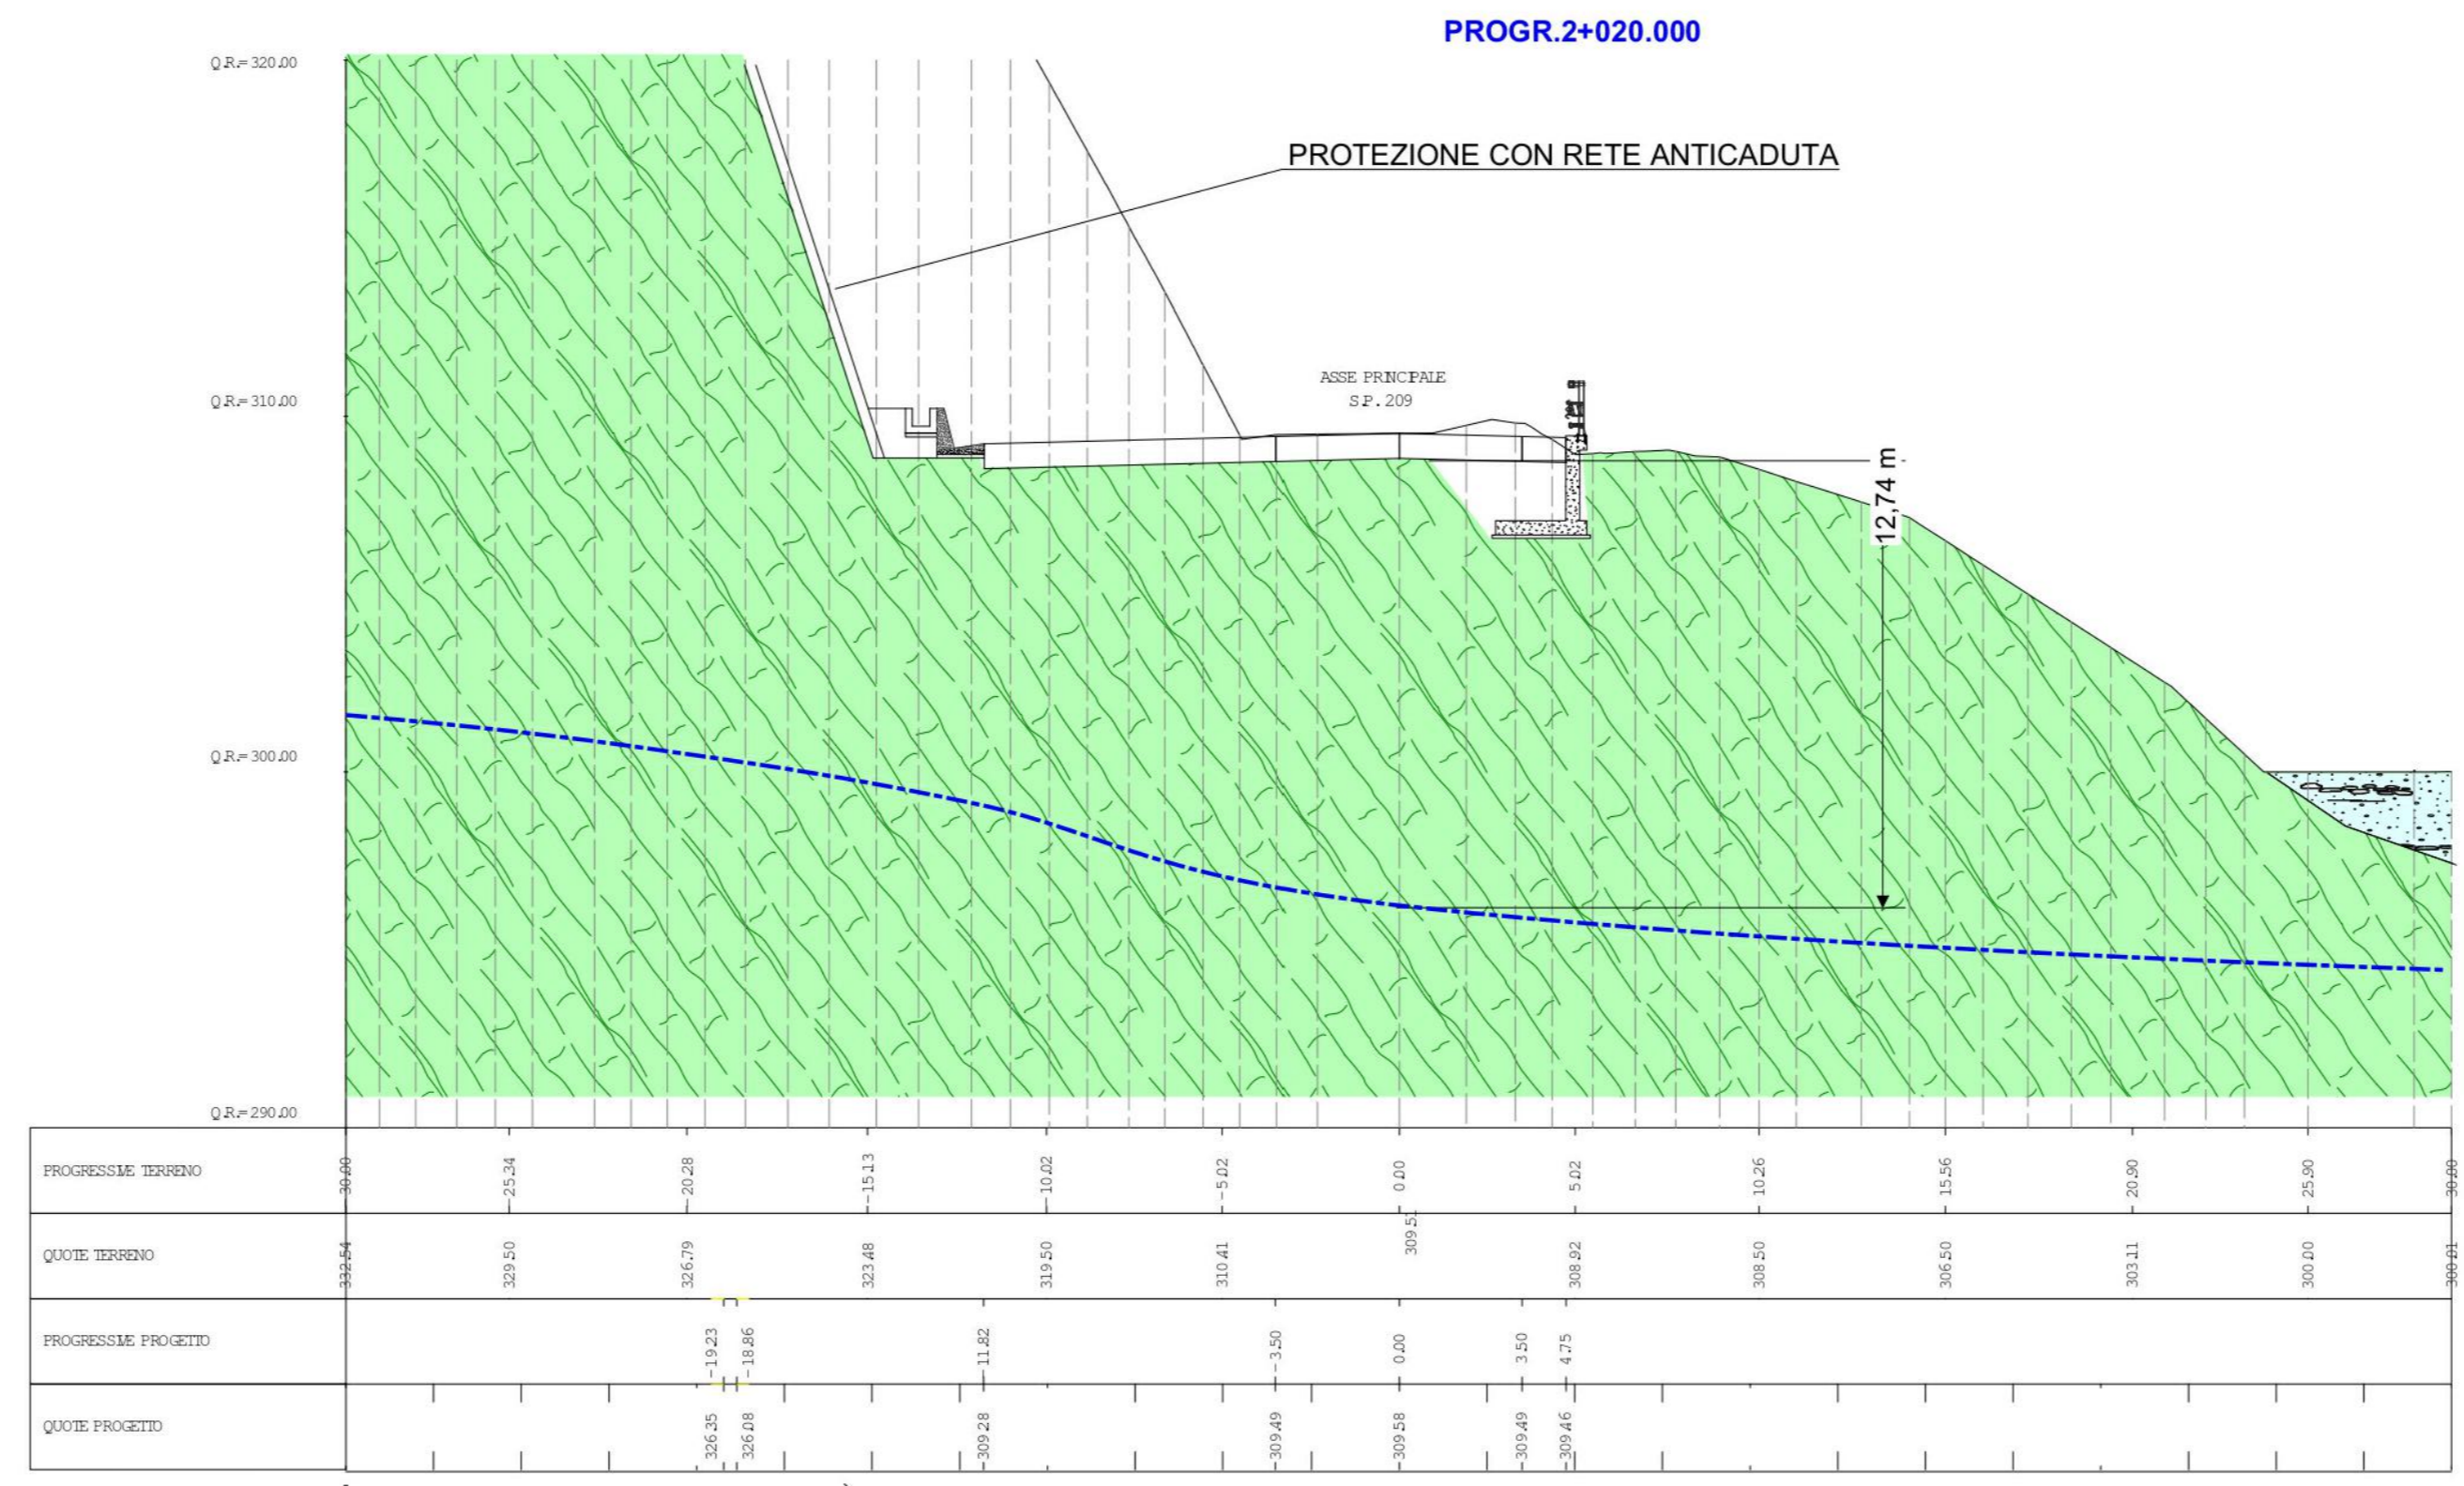 PROGR.2+020.000
Q.R.= 320.00
PROTEZIONE CON RETE ANTICADUTA
ASSE PRINCIPALE
S.P. 209
Q.R.= 310.00
12,74 m
Q.R.= 300.00
Q.R.= 290.00
PROGRESSIVE TERRENO -30.00 -25.34 -20.28 -15.13 -10.02 -5.02 0.00 5.02 10.26 15.56 20.90 25.90 30.00
QUOTE TERRENO 332.54 329.50 326.79 323.48 319.50 310.41 308.92 308.50 306.50 303.11 300.00 300.01
PROGRESSIVE PROGETTO -19.23 -18.86 -11.82 -3.50 0.00 3.50 4.75
QUOTE PROGETTO 326.35 326.08 309.28 309.49 309.58 309.49 309.46